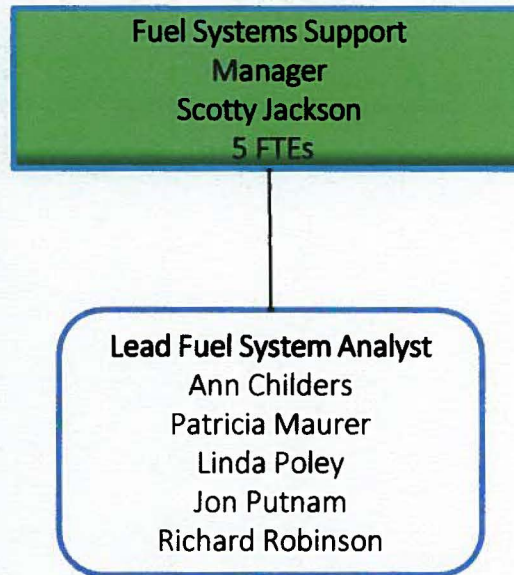 Fuel Systems Support
Manager
Scotty Jackson
5 FTEs
Lead Fuel System Analyst
Ann Childers
Patricia Maurer
Linda Poley
Jon Putnam
Richard Robinson